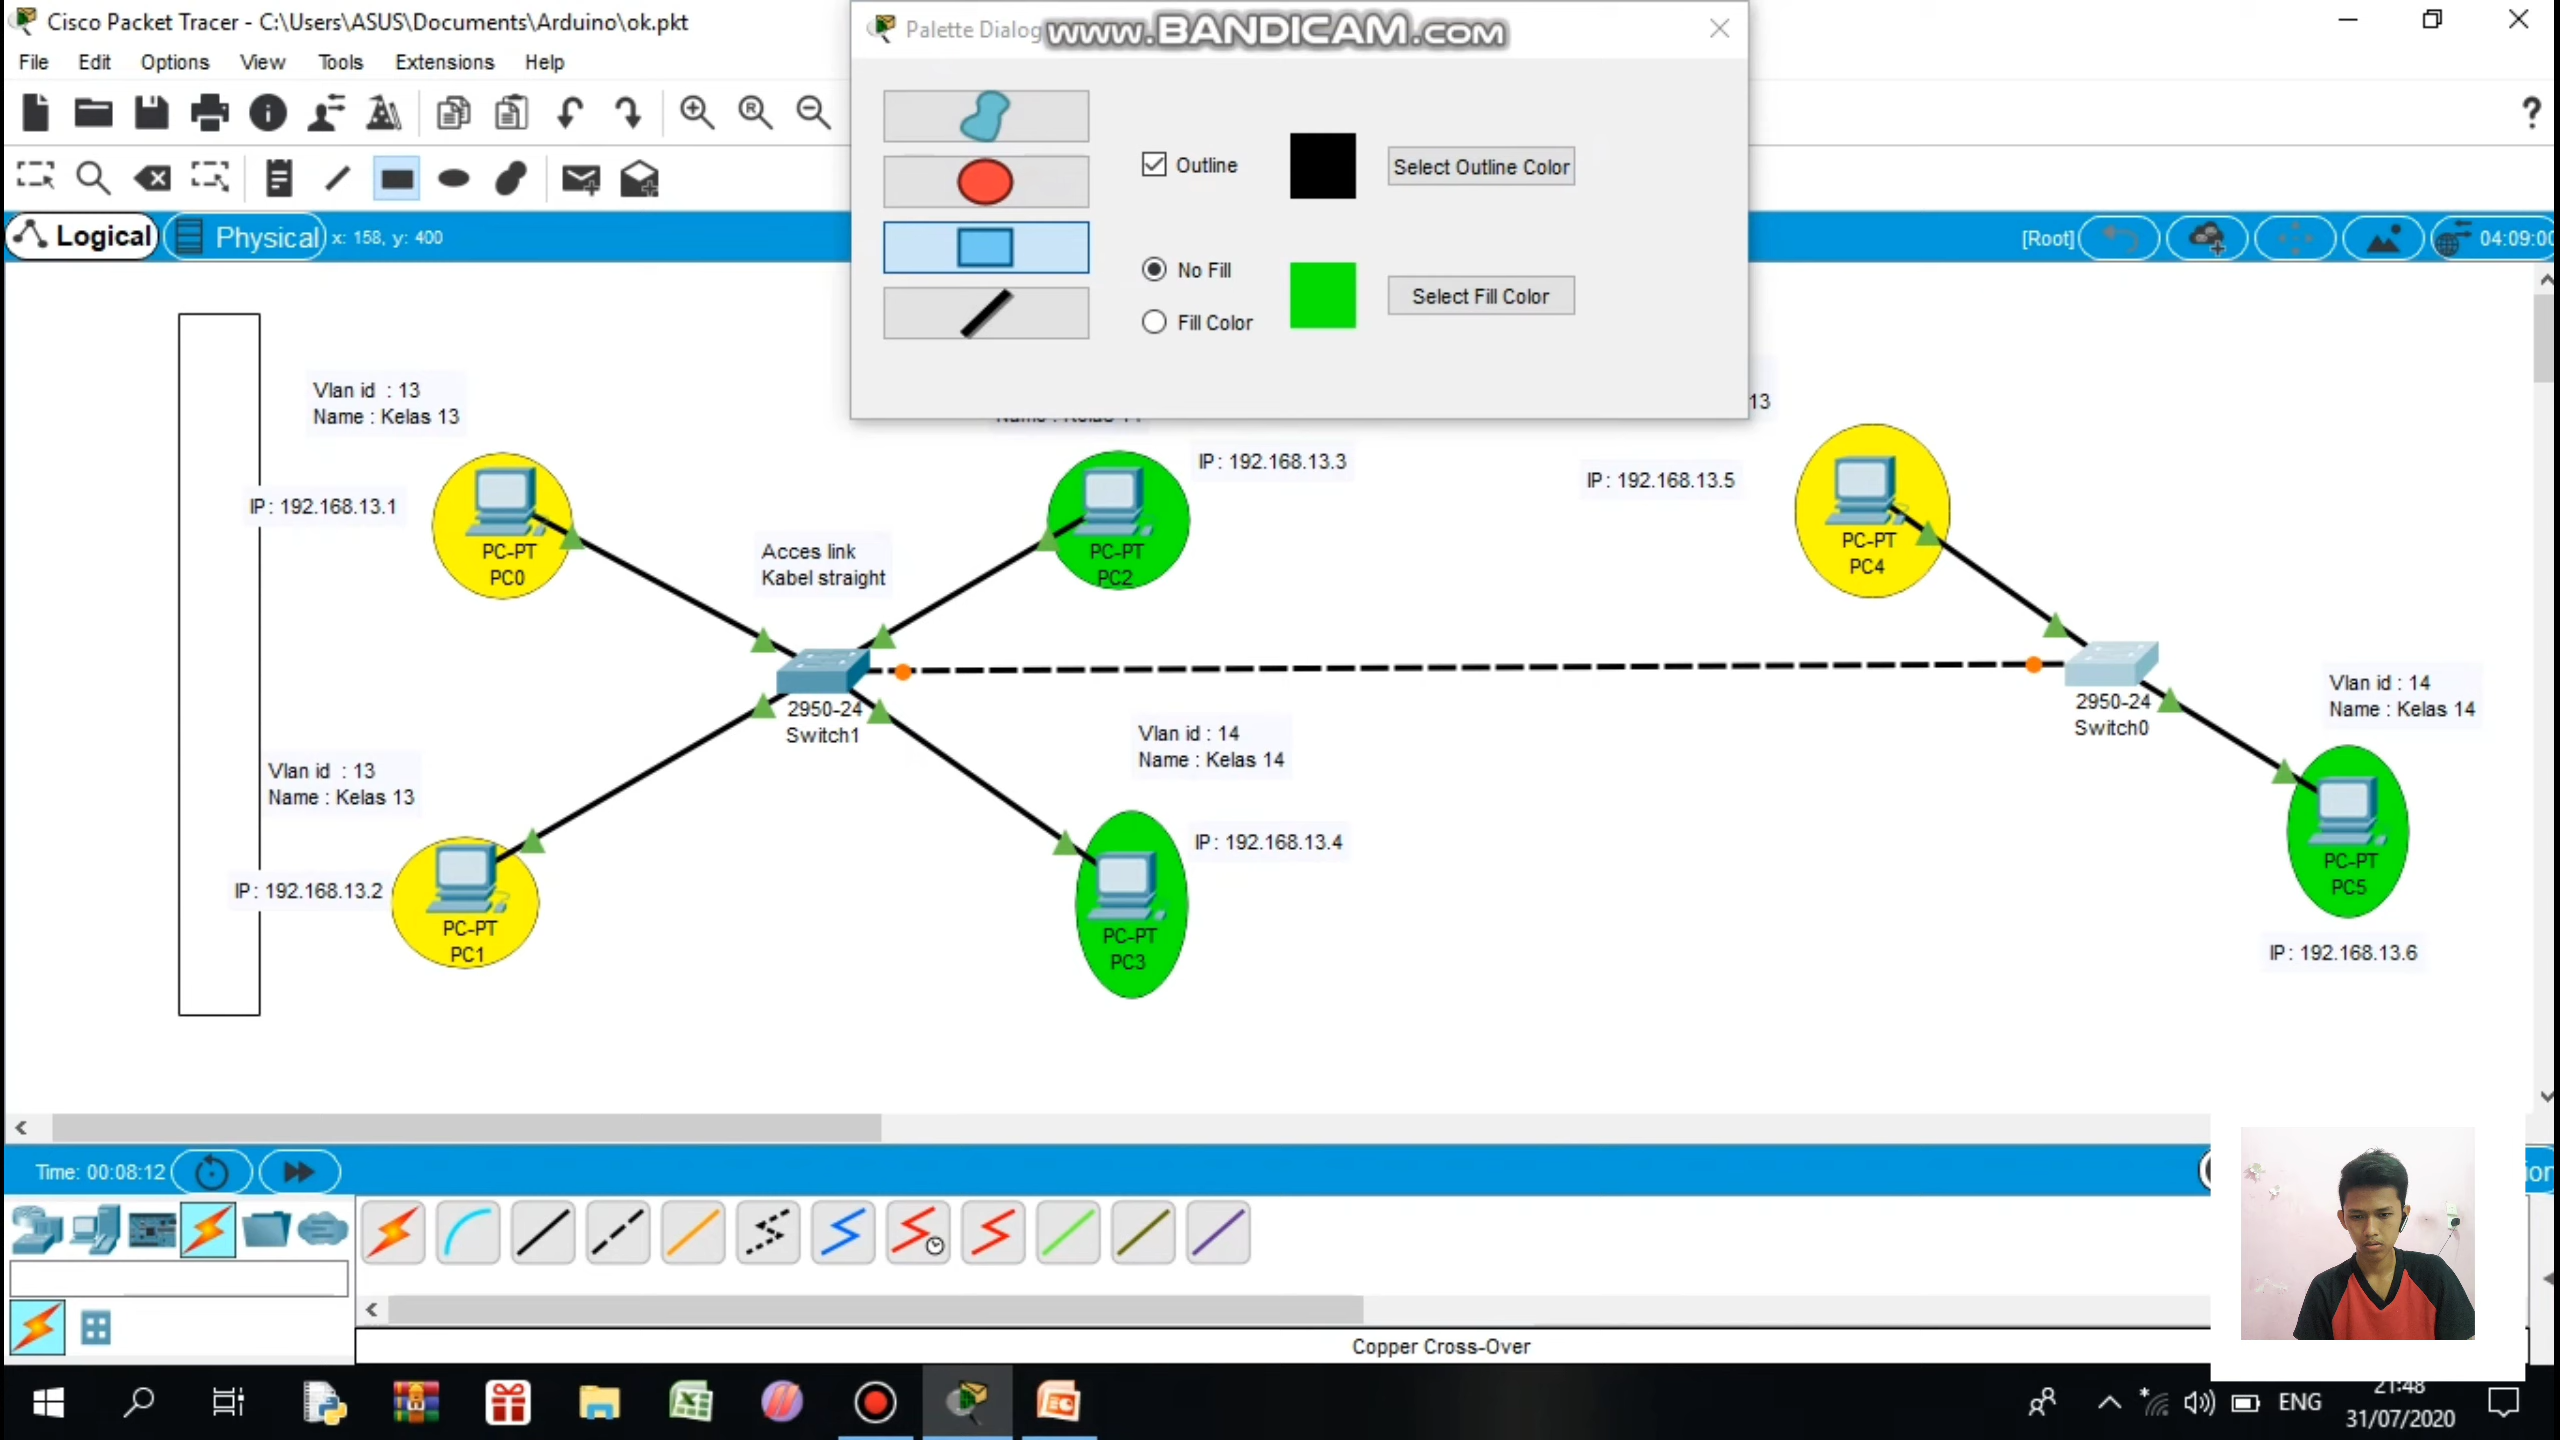 Cisco Packet Tracer - C:\Users\ASUS\Documents\Arduino\ok.pkt
Palette Dialog
www.BANDICAM.com
File Edit Options View Tools Extensions Help
Outline
Select Outline Color
No Fill
Fill Color
Select Fill Color
Logical
Physical
x: 158, y: 400
[Root]
04:09:00
Vlan id : 13
Name : Kelas 13
13
IP: 192.168.13.1
IP: 192.168.13.3
IP: 192.168.13.5
PC-PT
PC0
PC-PT
PC2
PC-PT
PC4
Acces link
Kabel straight
2950-24
Switch1
2950-24
Switch0
Vlan id : 14
Name : Kelas 14
Vlan id : 14
Name : Kelas 14
Vlan id : 13
Name : Kelas 13
IP: 192.168.13.2
IP: 192.168.13.4
PC-PT
PC1
PC-PT
PC3
PC-PT
PC5
IP: 192.168.13.6
Time: 00:08:12
Copper Cross-Over
ENG
21:48
31/07/2020